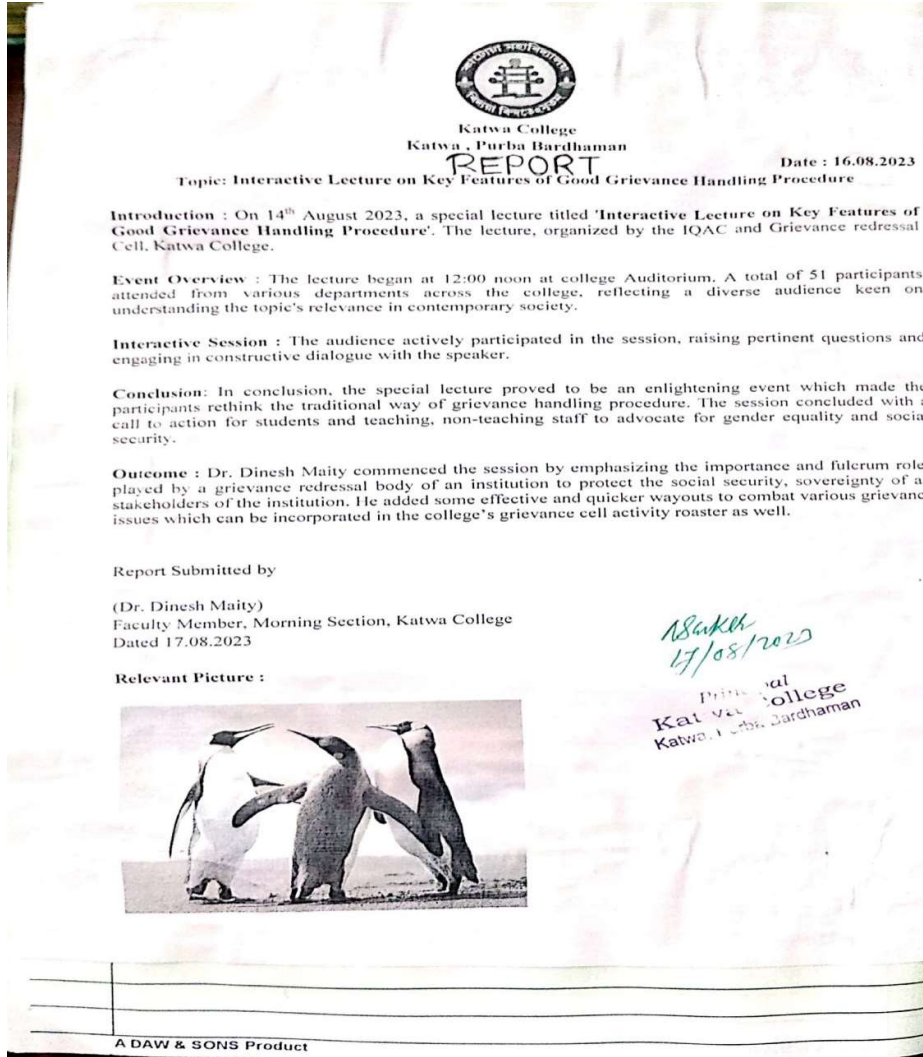 কাটোয়া মহাবিদ্যালয়
Katwa College
Katwa , Purba Bardhaman
REPORT
Date : 16.08.2023
Topic: Interactive Lecture on Key Features of Good Grievance Handling Procedure
Introduction : On 14th August 2023, a special lecture titled 'Interactive Lecture on Key Features of
Good Grievance Handling Procedure'. The lecture, organized by the IQAC and Grievance redressal
Cell, Katwa College.
Event Overview : The lecture began at 12:00 noon at college Auditorium. A total of 51 participants
attended from various departments across the college, reflecting a diverse audience keen on
understanding the topic's relevance in contemporary society.
Interactive Session : The audience actively participated in the session, raising pertinent questions and
engaging in constructive dialogue with the speaker.
Conclusion: In conclusion, the special lecture proved to be an enlightening event which made the
participants rethink the traditional way of grievance handling procedure. The session concluded with a
call to action for students and teaching, non-teaching staff to advocate for gender equality and social
security.
Outcome : Dr. Dinesh Maity commenced the session by emphasizing the importance and fulcrum role
played by a grievance redressal body of an institution to protect the social security, sovereignty of a
stakeholders of the institution. He added some effective and quicker wayouts to combat various grievanc
issues which can be incorporated in the college's grievance cell activity roaster as well.
Report Submitted by
(Dr. Dinesh Maity)
Faculty Member, Morning Section, Katwa College
Dated 17.08.2023
17/08/2023
Principal
Katwa College
Katwa, Purba Bardhaman
Relevant Picture :
A DAW & SONS Product